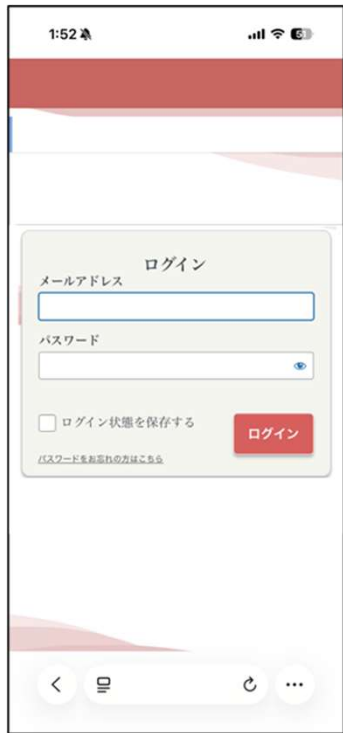 1:52
ログイン
メールアドレス
パスワード
ログイン状態を保存する
ログイン
パスワードをお忘れの方はこちら